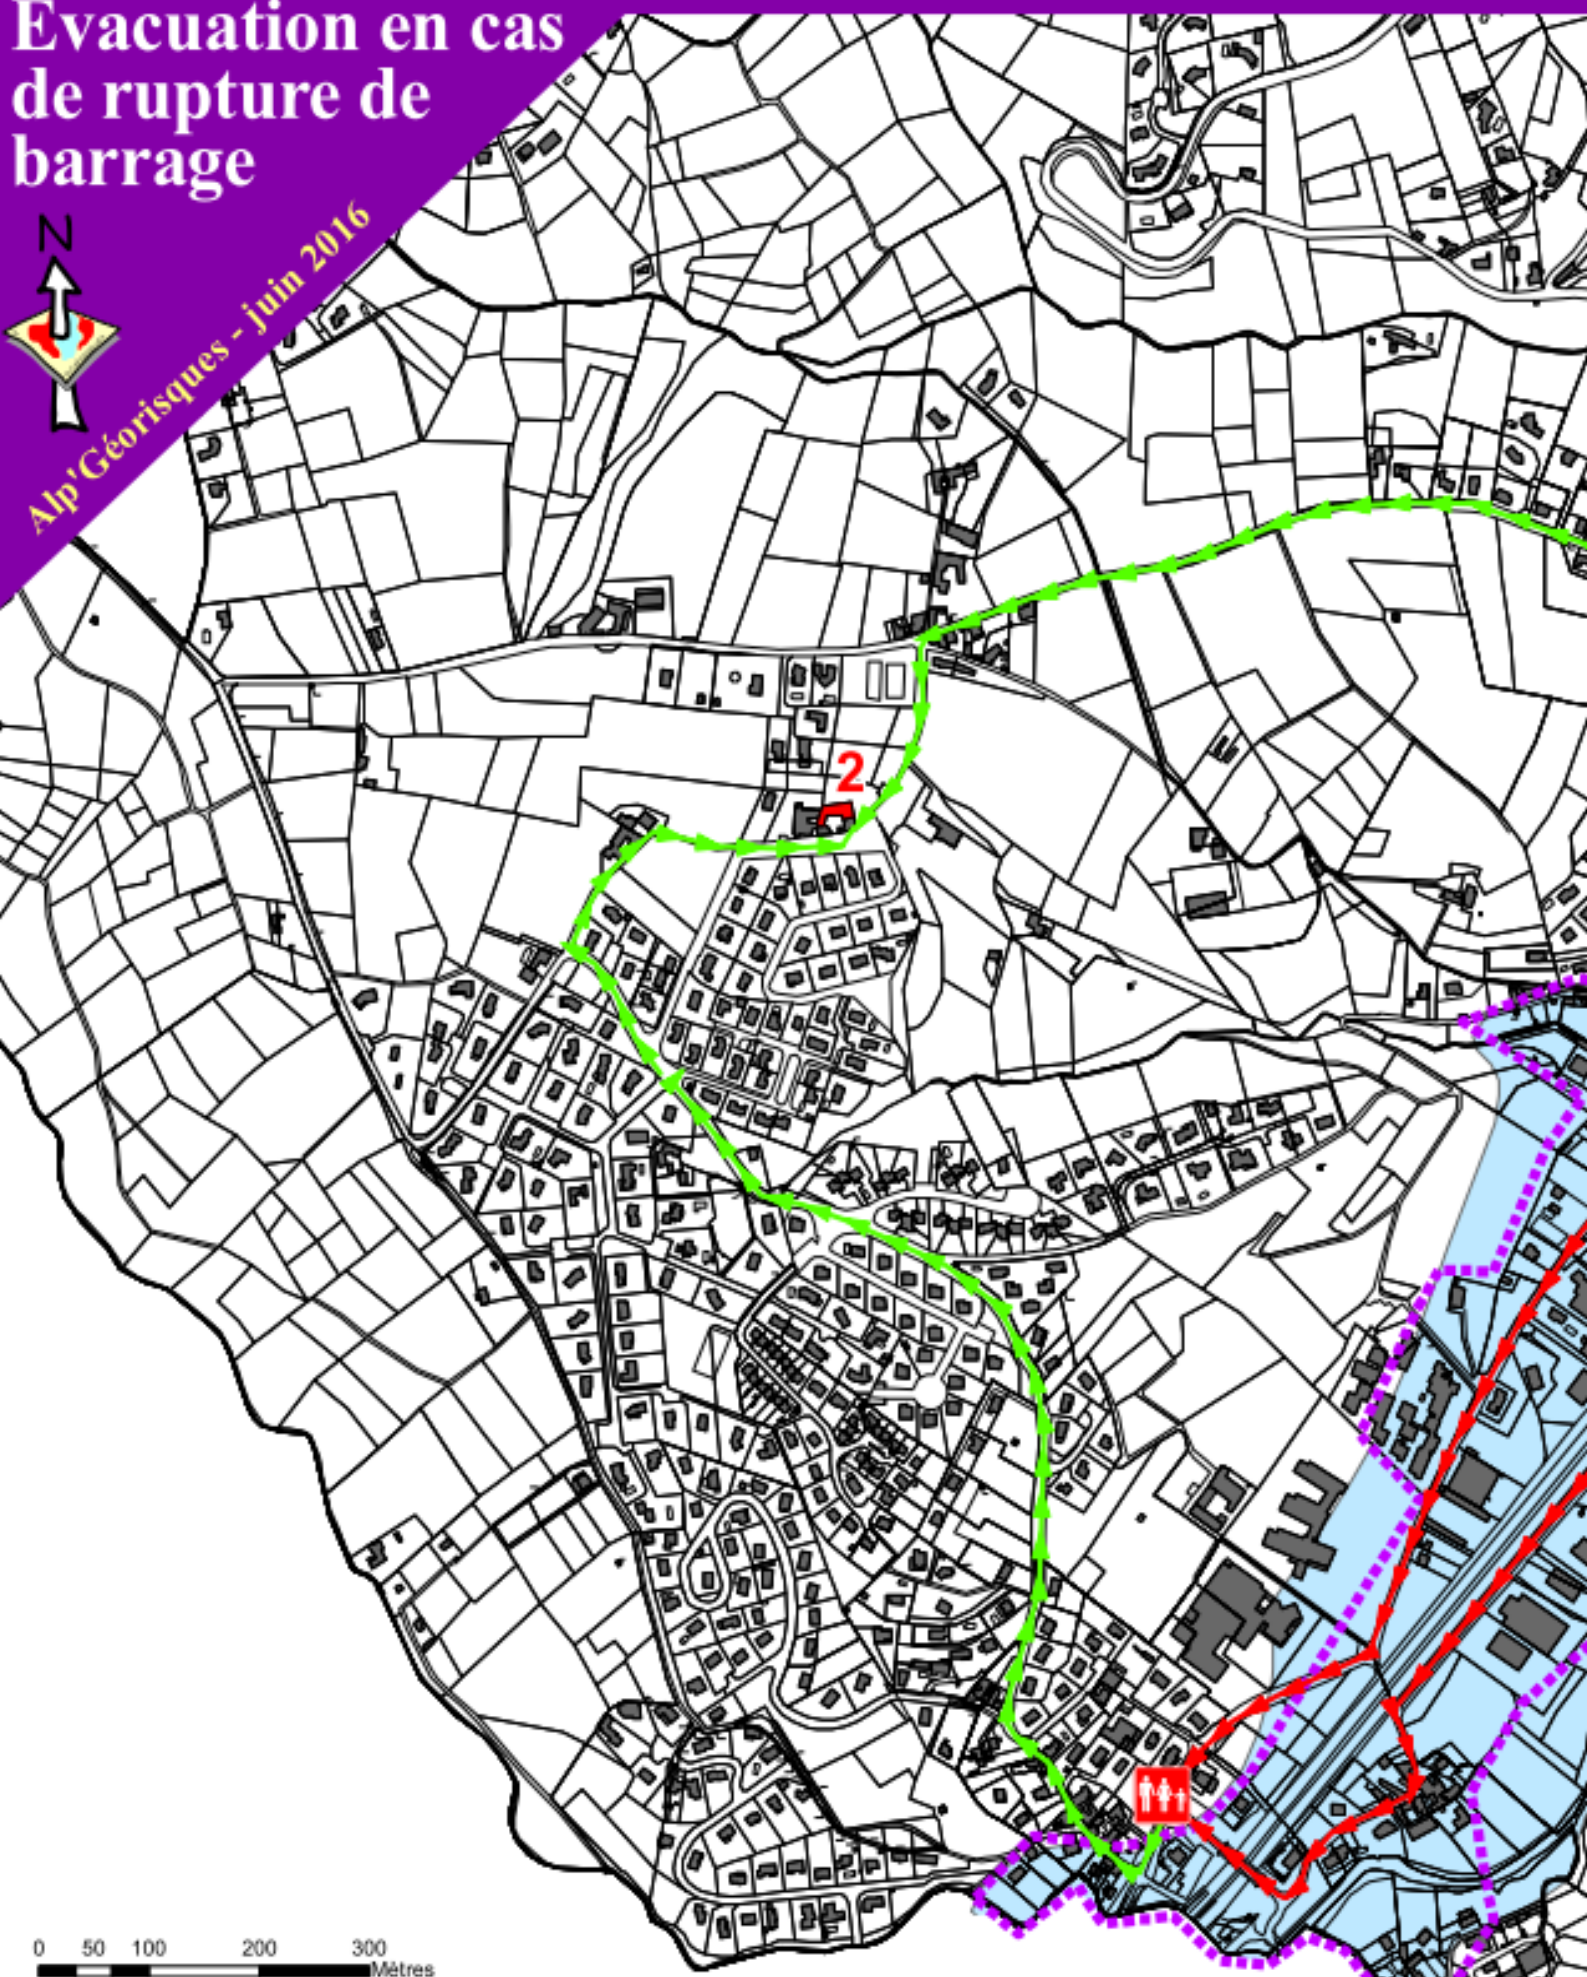 Evacuation en cas
de rupture de
barrage
N
Alp'Géorisques - juin 2016
2
0 50 100 200 300
Mètres